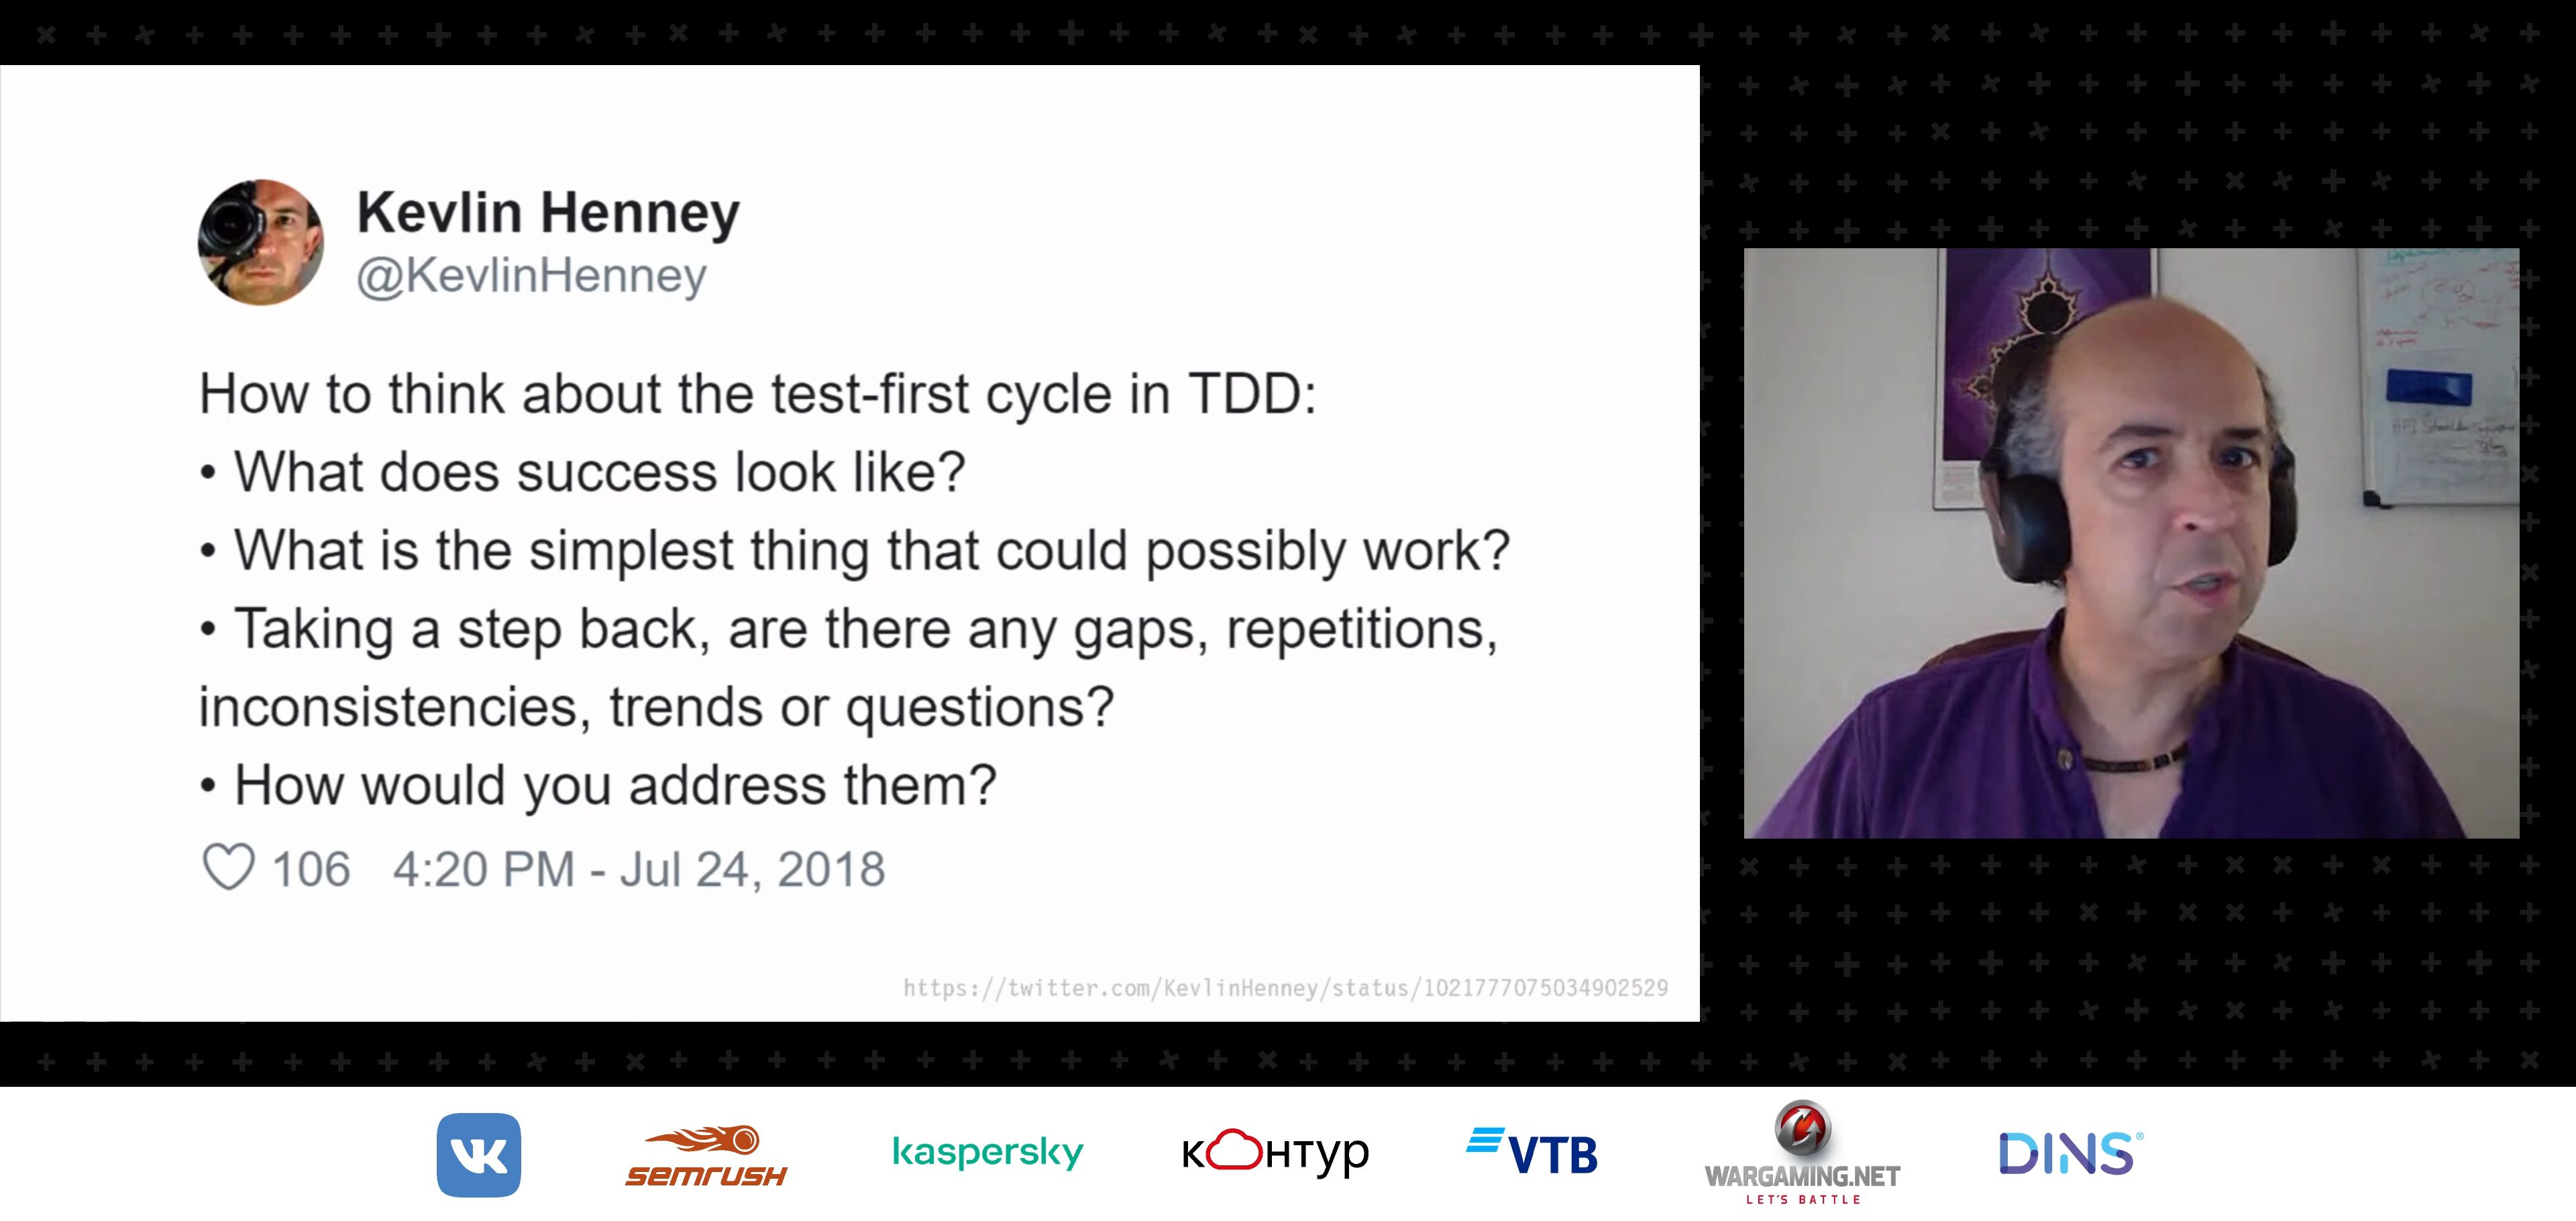 Kevlin Henney
@KevlinHenney
How to think about the test-first cycle in TDD:
• What does success look like?
• What is the simplest thing that could possibly work?
• Taking a step back, are there any gaps, repetitions,
inconsistencies, trends or questions?
• How would you address them?
106 4:20 PM - Jul 24, 2018
https://twitter.com/KevlinHenney/status/1021777075034902529
VK
SEMRUSH
kaspersky
контур
VTB
WARGAMING.NET
LET'S BATTLE
DINS®